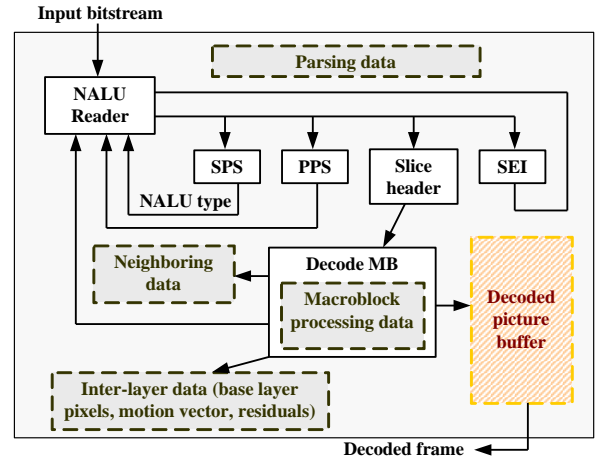 Input bitstream
Parsing data
NALU
Reader
SPS
PPS
Slice
header
SEI
NALU type
Neighboring
data
Decode MB
Macroblock
processing data
Decoded
picture
buffer
Inter-layer data (base layer
pixels, motion vector, residuals)
Decoded frame